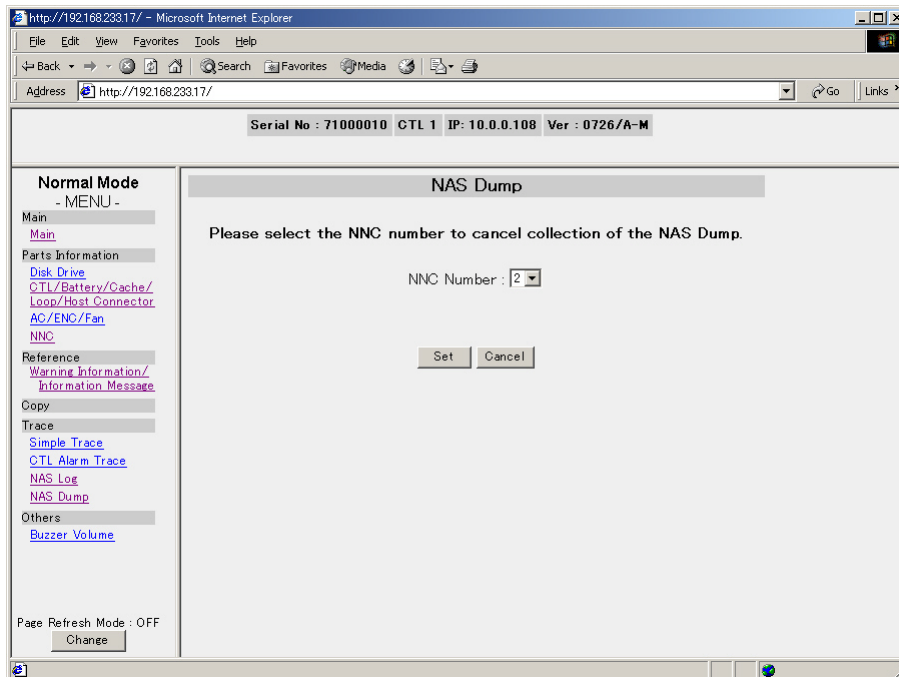 http://192.168.233.17/ - Microsoft Internet Explorer
File Edit View Favorites Tools Help
Back Search Favorites Media
Address http://192.168.233.17/ Go Links
Serial No : 71000010 CTL 1 IP: 10.0.0.108 Ver : 0726/A-M
Normal Mode
- MENU -
Main
Main
Parts Information
Disk Drive
CTL/Battery/Cache/
Loop/Host Connector
AC/ENC/Fan
NNC
Reference
Warning Information/
Information Message
Copy
Trace
Simple Trace
CTL Alarm Trace
NAS Log
NAS Dump
Others
Buzzer Volume
Page Refresh Mode : OFF
Change
NAS Dump
Please select the NNC number to cancel collection of the NAS Dump.
NNC Number : 2
Set Cancel